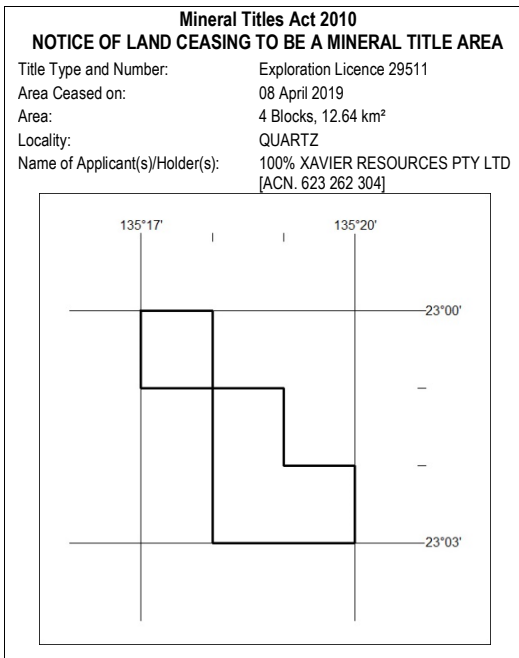 Mineral Titles Act 2010
NOTICE OF LAND CEASING TO BE A MINERAL TITLE AREA
Title Type and Number: Exploration Licence 29511
Area Ceased on: 08 April 2019
Area: 4 Blocks, 12.64 km²
Locality: QUARTZ
Name of Applicant(s)/Holder(s): 100% XAVIER RESOURCES PTY LTD
[ACN. 623 262 304]
135°17' 135°20'
23°00'
23°03'